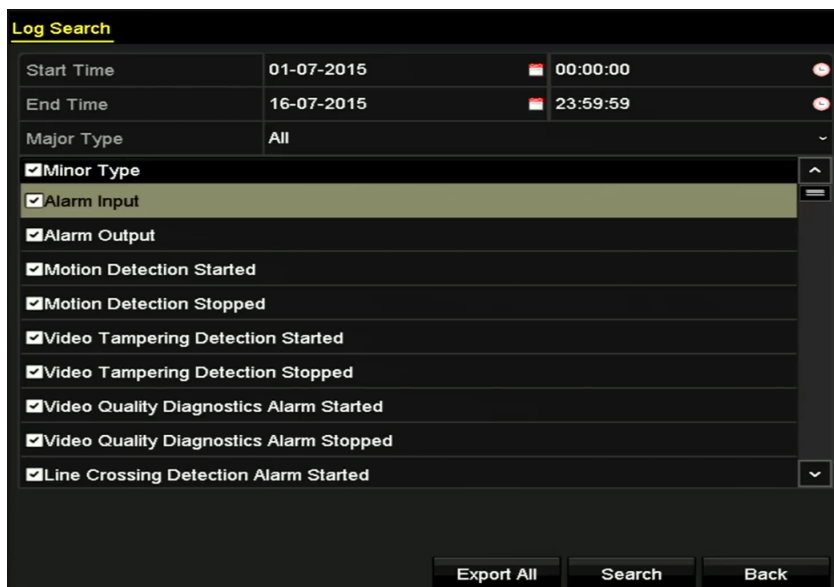 Log Search
Start Time 01-07-2015 00:00:00
End Time 16-07-2015 23:59:59
Major Type All
Minor Type
Alarm Input
Alarm Output
Motion Detection Started
Motion Detection Stopped
Video Tampering Detection Started
Video Tampering Detection Stopped
Video Quality Diagnostics Alarm Started
Video Quality Diagnostics Alarm Stopped
Line Crossing Detection Alarm Started
Export All Search Back